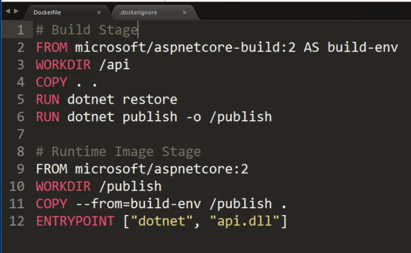 Dockerfile × .dockerignore ×
1 # Build Stage
2 FROM microsoft/aspnetcore-build:2 AS build-env
3 WORKDIR /api
4 COPY . .
5 RUN dotnet restore
6 RUN dotnet publish -o /publish
7
8 # Runtime Image Stage
9 FROM microsoft/aspnetcore:2
10 WORKDIR /publish
11 COPY --from=build-env /publish .
12 ENTRYPOINT ["dotnet", "api.dll"]